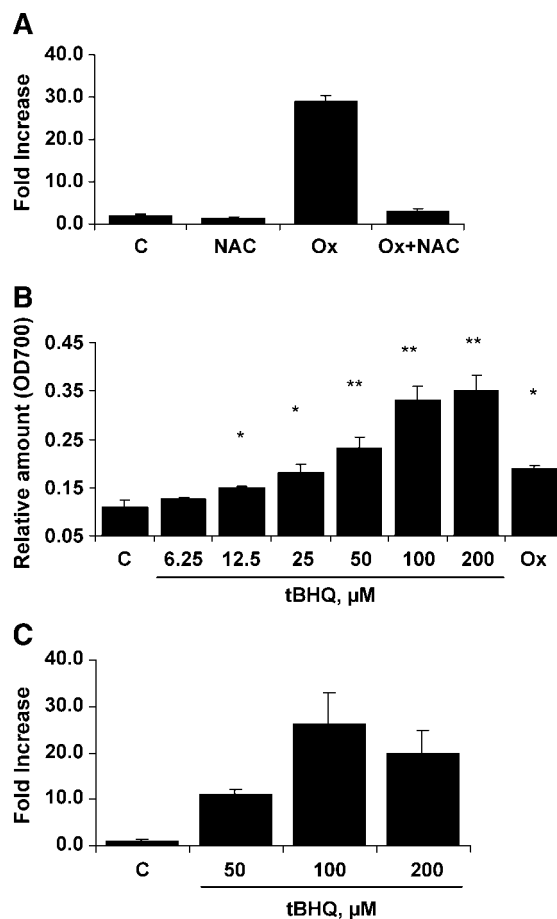 A
Fold Increase
40.0
30.0
20.0
10.0
0.0
C NAC Ox Ox+NAC
B
Relative amount (OD700)
0.45
0.35
0.25
0.15
0.05
* * ** ** ** *
C 6.25 12.5 25 50 100 200 Ox
tBHQ, µM
C
Fold Increase
40.0
30.0
20.0
10.0
0.0
C 50 100 200
tBHQ, µM